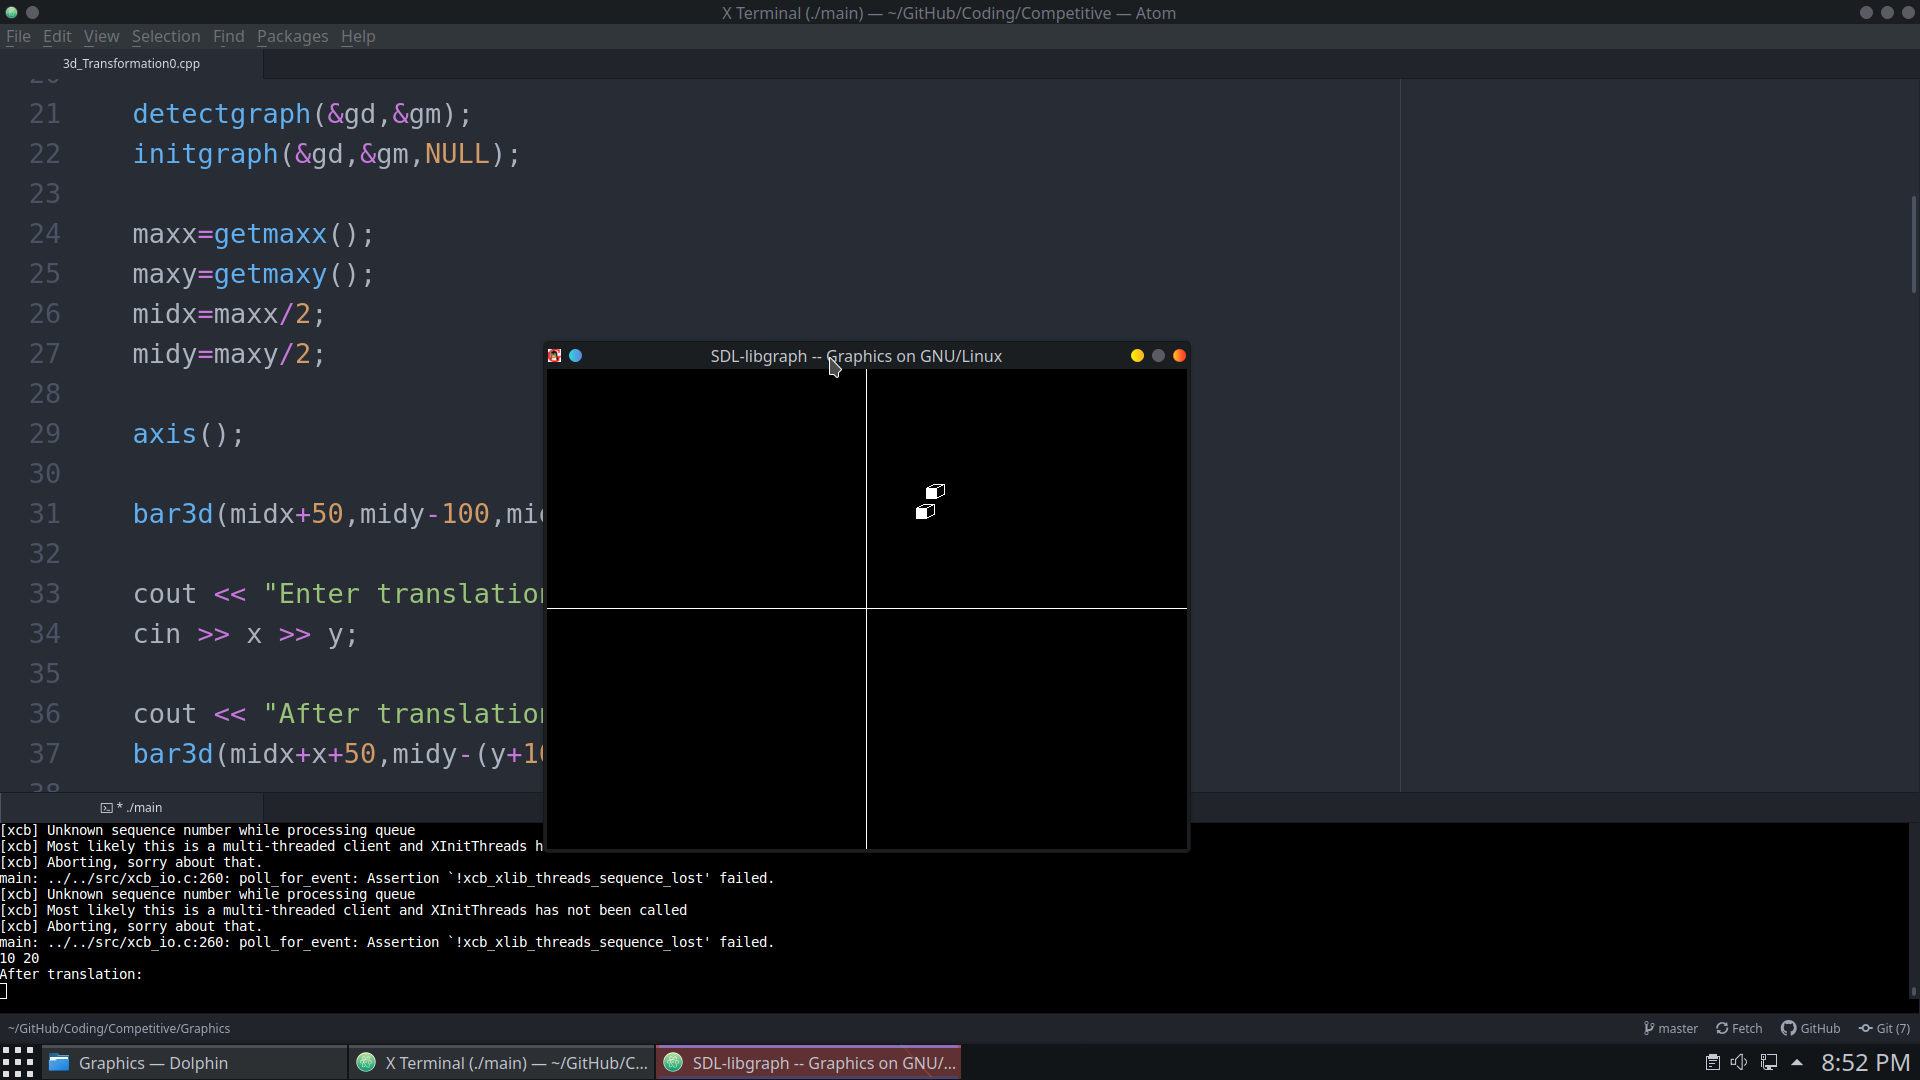 X Terminal (./main) — ~/GitHub/Coding/Competitive — Atom
File Edit View Selection Find Packages Help
3d_Transformation0.cpp
21 detectgraph(&gd,&gm);
22 initgraph(&gd,&gm,NULL);
23
24 maxx=getmaxx();
25 maxy=getmaxy();
26 midx=maxx/2;
27 midy=maxy/2;
28
29 axis();
30
31 bar3d(midx+50,midy-100,mi
32
33 cout << "Enter translatio
34 cin >> x >> y;
35
36 cout << "After translatio
37 bar3d(midx+x+50,midy-(y+1
38
SDL-libgraph -- Graphics on GNU/Linux
* ./main
[xcb] Unknown sequence number while processing queue
[xcb] Most likely this is a multi-threaded client and XInitThreads h
[xcb] Aborting, sorry about that.
main: ../../src/xcb_io.c:260: poll_for_event: Assertion `!xcb_xlib_threads_sequence_lost' failed.
[xcb] Unknown sequence number while processing queue
[xcb] Most likely this is a multi-threaded client and XInitThreads has not been called
[xcb] Aborting, sorry about that.
main: ../../src/xcb_io.c:260: poll_for_event: Assertion `!xcb_xlib_threads_sequence_lost' failed.
10 20
After translation:
~/GitHub/Coding/Competitive/Graphics
master Fetch GitHub Git (7)
Graphics — Dolphin
X Terminal (./main) — ~/GitHub/C...
SDL-libgraph -- Graphics on GNU/...
8:52 PM